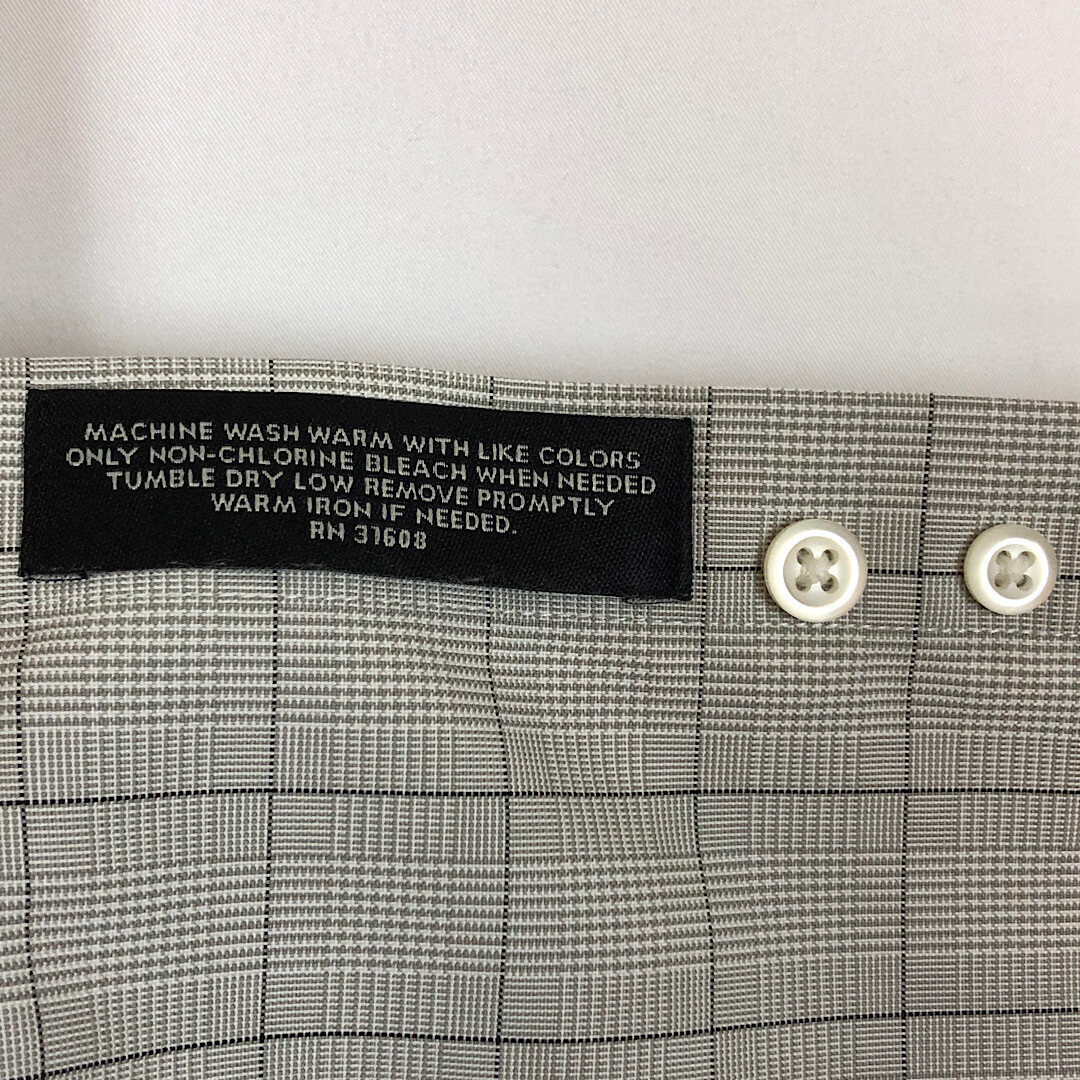 MACHINE WASH WARM WITH LIKE COLORS
ONLY NON-CHLORINE BLEACH WHEN NEEDED
TUMBLE DRY LOW REMOVE PROMPTLY
WARM IRON IF NEEDED.
RN 31608